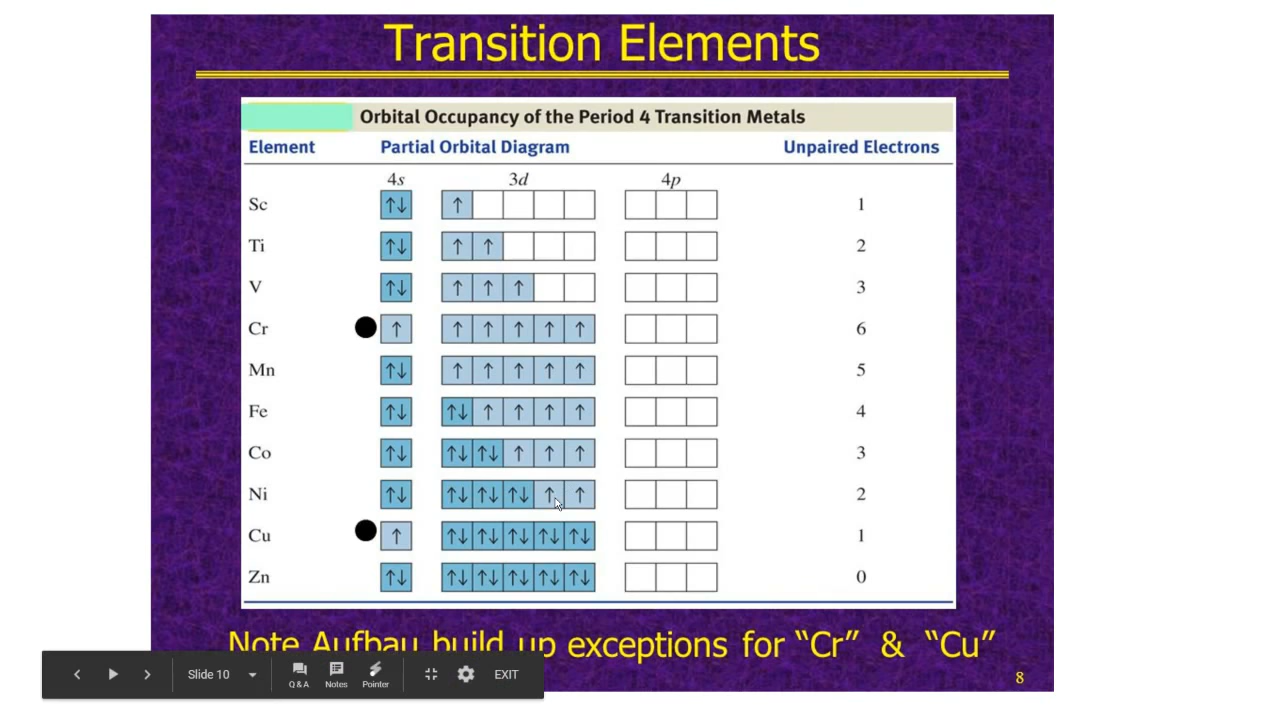 Transition Elements
Orbital Occupancy of the Period 4 Transition Metals
Element Partial Orbital Diagram Unpaired Electrons
4s 3d 4p
Sc ↑↓ ↑ 1
Ti ↑↓ ↑ ↑ 2
V ↑↓ ↑ ↑ ↑ 3
Cr ↑ ↑ ↑ ↑ ↑ ↑ 6
Mn ↑↓ ↑ ↑ ↑ ↑ ↑ 5
Fe ↑↓ ↑↓ ↑ ↑ ↑ ↑ 4
Co ↑↓ ↑↓ ↑↓ ↑ ↑ ↑ 3
Ni ↑↓ ↑↓ ↑↓ ↑↓ ↑ ↑ 2
Cu ↑ ↑↓ ↑↓ ↑↓ ↑↓ ↑↓ 1
Zn ↑↓ ↑↓ ↑↓ ↑↓ ↑↓ ↑↓ 0
Note Aufbau build up exceptions for “Cr” & “Cu”
8
Slide 10 Q & A Notes Pointer EXIT